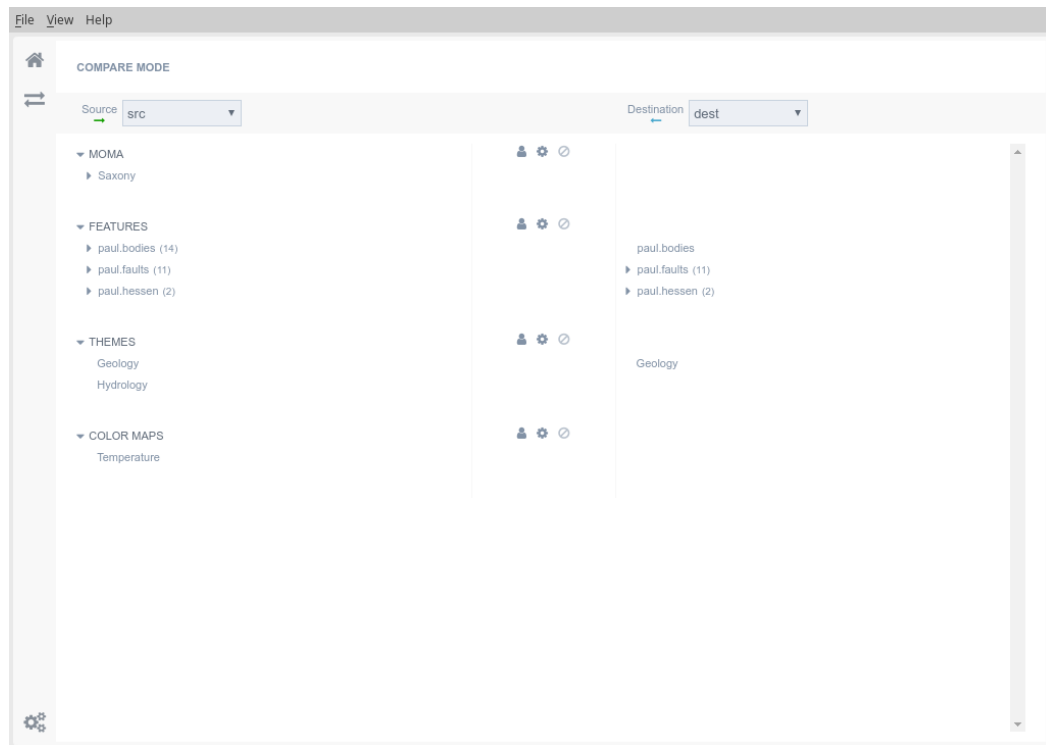 File View Help
COMPARE MODE
Source src Destination dest
MOMA
Saxony
FEATURES
paul.bodies (14) paul.bodies
paul.faults (11) paul.faults (11)
paul.hessen (2) paul.hessen (2)
THEMES
Geology Geology
Hydrology
COLOR MAPS
Temperature